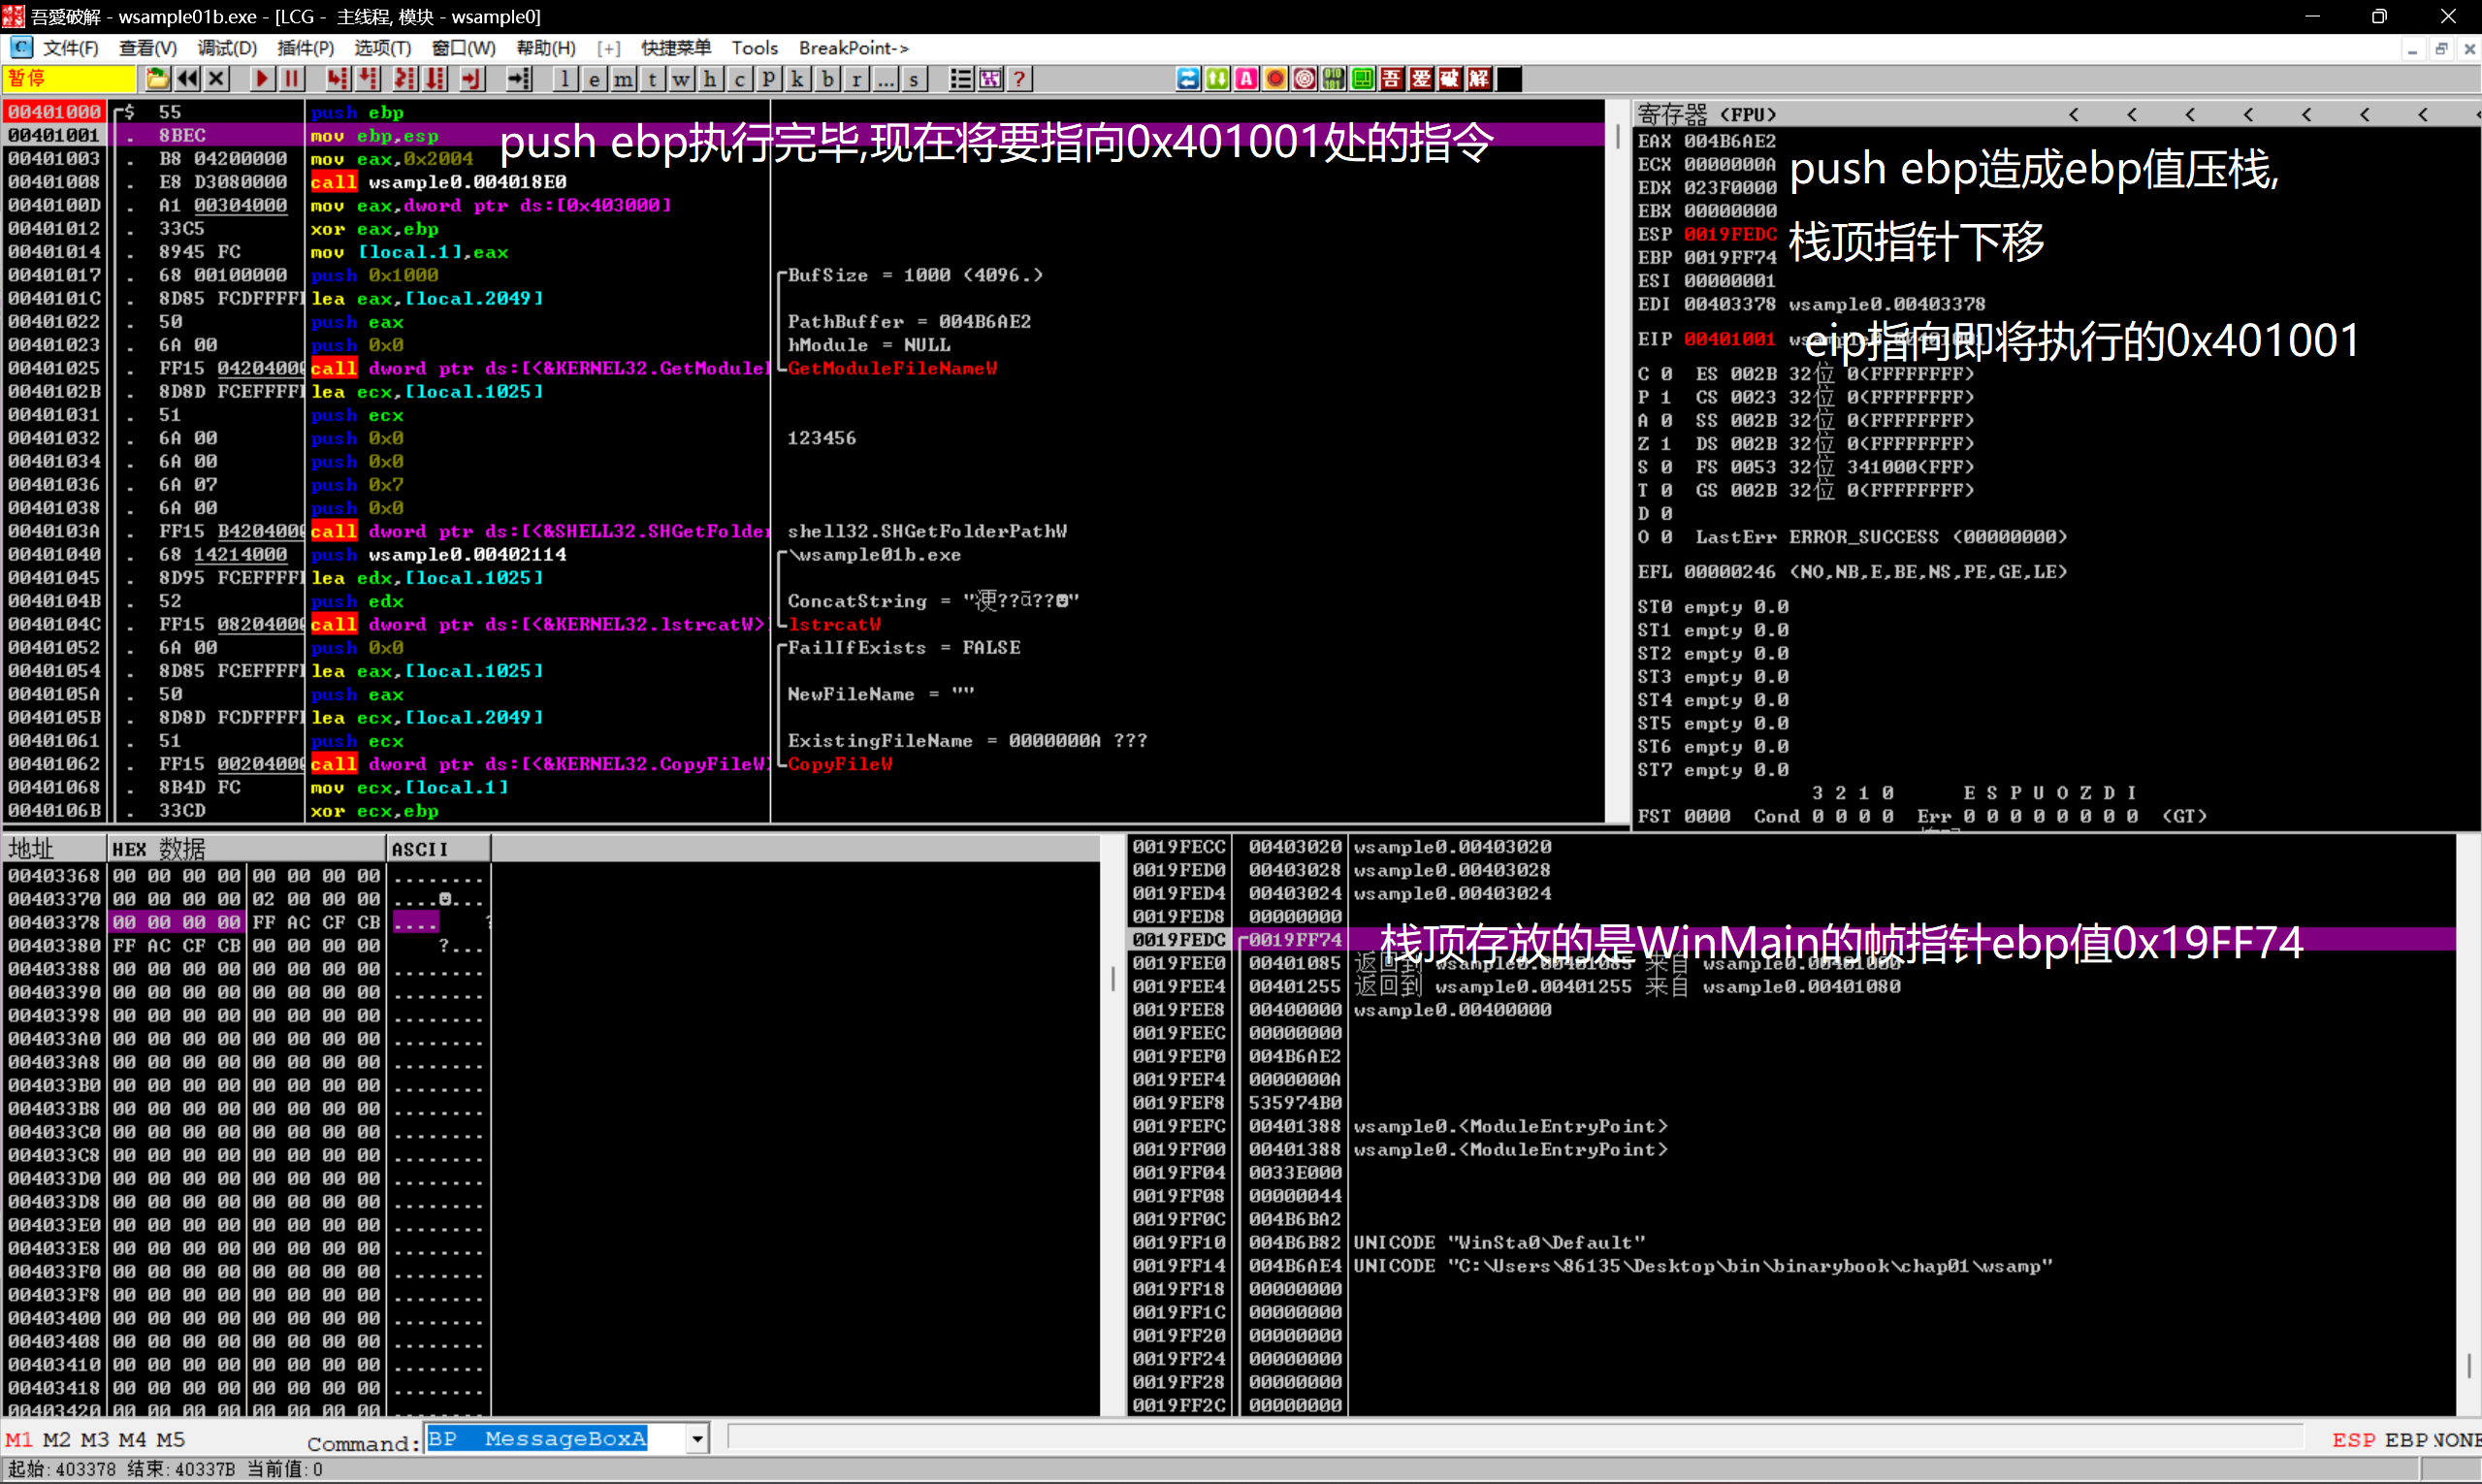 吾愛破解 - wsample01b.exe - [LCG - 主线程, 模块 - wsample0]
文件(F) 查看(V) 调试(D) 插件(P) 选项(T) 窗口(W) 帮助(H) [+] 快捷菜单 Tools BreakPoint->
暂停 l e m t w h c p k b r ... s ? A 吾 爱 破 解
00401000 $ 55 push ebp
00401001 . 8BEC mov ebp,esp
push ebp执行完毕,现在将要指向0x401001处的指令
00401003 . B8 04200000 mov eax,0x2004
00401008 . E8 D3080000 call wsample0.004018E0
0040100D . A1 00304000 mov eax,dword ptr ds:[0x403000]
00401012 . 33C5 xor eax,ebp
00401014 . 8945 FC mov [local.1],eax
00401017 . 68 00100000 push 0x1000 BufSize = 1000 (4096.)
0040101C . 8D85 FCDFFFFF lea eax,[local.2049]
00401022 . 50 push eax PathBuffer = 004B6AE2
00401023 . 6A 00 push 0x0 hModule = NULL
00401025 . FF15 04204000 call dword ptr ds:[<&KERNEL32.GetModuleF GetModuleFileNameW
0040102B . 8D8D FCEFFFFF lea ecx,[local.1025]
00401031 . 51 push ecx
00401032 . 6A 00 push 0x0 123456
00401034 . 6A 00 push 0x0
00401036 . 6A 07 push 0x7
00401038 . 6A 00 push 0x0
0040103A . FF15 B4204000 call dword ptr ds:[<&SHELL32.SHGetFolder shell32.SHGetFolderPathW
00401040 . 68 14214000 push wsample0.00402114 \wsample01b.exe
00401045 . 8D95 FCEFFFFF lea edx,[local.1025]
0040104B . 52 push edx ConcatString = "??ā??"
0040104C . FF15 08204000 call dword ptr ds:[<&KERNEL32.lstrcatW>] lstrcatW
00401052 . 6A 00 push 0x0 FailIfExists = FALSE
00401054 . 8D85 FCEFFFFF lea eax,[local.1025]
0040105A . 50 push eax NewFileName = ""
0040105B . 8D8D FCDFFFFF lea ecx,[local.2049]
00401061 . 51 push ecx ExistingFileName = 0000000A ???
00401062 . FF15 00204000 call dword ptr ds:[<&KERNEL32.CopyFileW> CopyFileW
00401068 . 8B4D FC mov ecx,[local.1]
0040106B . 33CD xor ecx,ebp
寄存器 (FPU) < < < < < < <
EAX 004B6AE2
ECX 0000000A
EDX 023F0000
push ebp造成ebp值压栈,
EBX 00000000
ESP 0019FEDC
栈顶指针下移
EBP 0019FF74
ESI 00000001
EDI 00403378 wsample0.00403378
EIP 00401001 wsample0.00401001
eip指向即将执行的0x401001
C 0 ES 002B 32位 0(FFFFFFFF)
P 1 CS 0023 32位 0(FFFFFFFF)
A 0 SS 002B 32位 0(FFFFFFFF)
Z 1 DS 002B 32位 0(FFFFFFFF)
S 0 FS 0053 32位 341000(FFF)
T 0 GS 002B 32位 0(FFFFFFFF)
D 0
O 0 LastErr ERROR_SUCCESS (00000000)
EFL 00000246 (NO,NB,E,BE,NS,PE,GE,LE)
ST0 empty 0.0
ST1 empty 0.0
ST2 empty 0.0
ST3 empty 0.0
ST4 empty 0.0
ST5 empty 0.0
ST6 empty 0.0
ST7 empty 0.0
3 2 1 0 E S P U O Z D I
FST 0000 Cond 0 0 0 0 Err 0 0 0 0 0 0 0 0 (GT)
地址 HEX 数据 ASCII
00403368 00 00 00 00 00 00 00 00 ........
00403370 00 00 00 00 02 00 00 00 .... ...
00403378 00 00 00 00 FF AC CF CB .... ?
00403380 FF AC CF CB 00 00 00 00 ?...
00403388 00 00 00 00 00 00 00 00 ........
00403390 00 00 00 00 00 00 00 00 ........
00403398 00 00 00 00 00 00 00 00 ........
004033A0 00 00 00 00 00 00 00 00 ........
004033A8 00 00 00 00 00 00 00 00 ........
004033B0 00 00 00 00 00 00 00 00 ........
004033B8 00 00 00 00 00 00 00 00 ........
004033C0 00 00 00 00 00 00 00 00 ........
004033C8 00 00 00 00 00 00 00 00 ........
004033D0 00 00 00 00 00 00 00 00 ........
004033D8 00 00 00 00 00 00 00 00 ........
004033E0 00 00 00 00 00 00 00 00 ........
004033E8 00 00 00 00 00 00 00 00 ........
004033F0 00 00 00 00 00 00 00 00 ........
004033F8 00 00 00 00 00 00 00 00 ........
00403400 00 00 00 00 00 00 00 00 ........
00403408 00 00 00 00 00 00 00 00 ........
00403410 00 00 00 00 00 00 00 00 ........
00403418 00 00 00 00 00 00 00 00 ........
00403420 00 00 00 00 00 00 00 00 ........
0019FECC 00403020 wsample0.00403020
0019FED0 00403028 wsample0.00403028
0019FED4 00403024 wsample0.00403024
0019FED8 00000000
0019FEDC 0019FF74
栈顶存放的是WinMain的帧指针ebp值0x19FF74
0019FEE0 00401085 返回到 wsample0.00401085 来自 wsample0.00401000
0019FEE4 00401255 返回到 wsample0.00401255 来自 wsample0.00401080
0019FEE8 00400000 wsample0.00400000
0019FEEC 00000000
0019FEF0 004B6AE2
0019FEF4 0000000A
0019FEF8 535974B0
0019FEFC 00401388 wsample0.<ModuleEntryPoint>
0019FF00 00401388 wsample0.<ModuleEntryPoint>
0019FF04 0033E000
0019FF08 00000044
0019FF0C 004B6BA2
0019FF10 004B6B82 UNICODE "WinSta0\Default"
0019FF14 004B6AE4 UNICODE "C:\Users\86135\Desktop\bin\binarybook\chap01\wsamp"
0019FF18 00000000
0019FF1C 00000000
0019FF20 00000000
0019FF24 00000000
0019FF28 00000000
0019FF2C 00000000
M1 M2 M3 M4 M5 Command: BP MessageBoxA ESP EBP NONE
起始:403378 结束:40337B 当前值:0